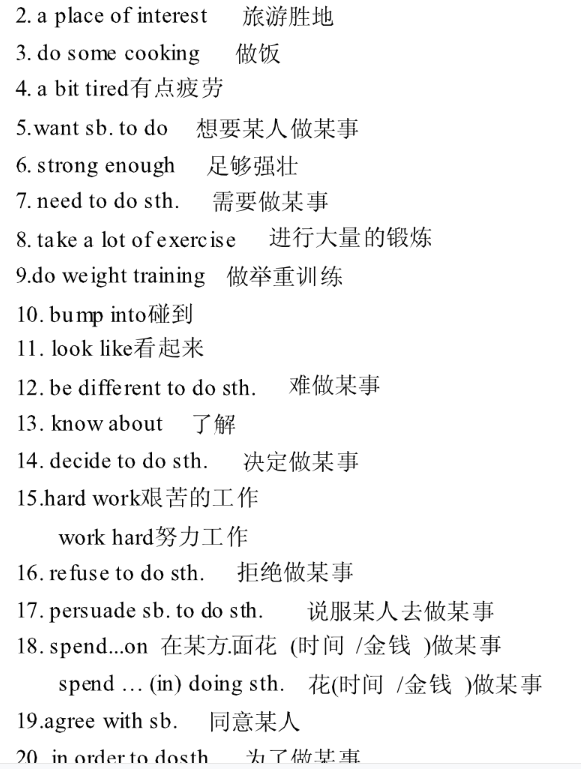 2. a place of interest 旅游胜地
3. do some cooking 做饭
4. a bit tired有点疲劳
5.want sb. to do 想要某人做某事
6. strong enough 足够强壮
7. need to do sth. 需要做某事
8. take a lot of exercise 进行大量的锻炼
9.do weight training 做举重训练
10. bump into碰到
11. look like看起来
12. be different to do sth. 难做某事
13. know about 了解
14. decide to do sth. 决定做某事
15.hard work艰苦的工作
work hard努力工作
16. refuse to do sth. 拒绝做某事
17. persuade sb. to do sth. 说服某人去做某事
18. spend...on 在某方.面花 (时间 /金钱 )做某事
spend … (in) doing sth. 花(时间 /金钱 )做某事
19.agree with sb. 同意某人
20. in order to dosth 为了做某事